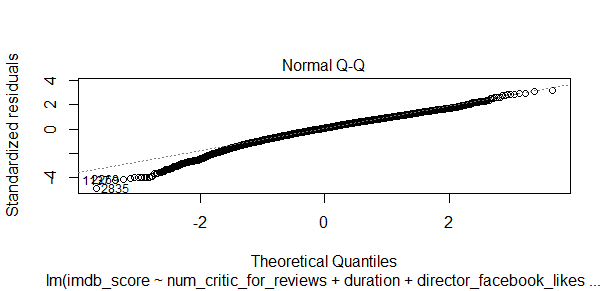 Normal Q-Q
Standardized residuals
4
2
0
-4
2835
-2
0
2
Theoretical Quantiles
lm(imdb_score ~ num_critic_for_reviews + duration + director_facebook_likes ...